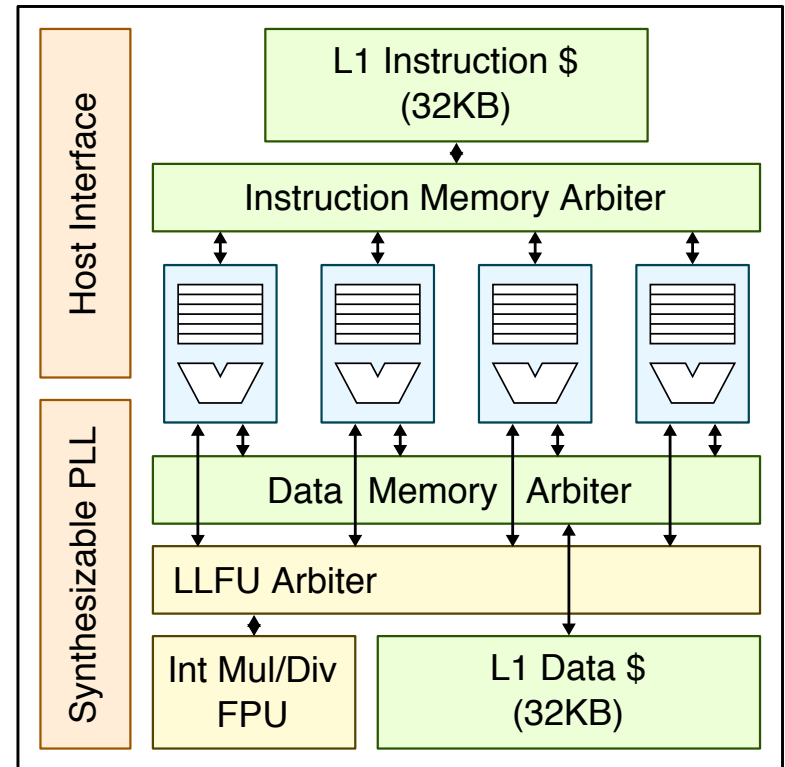 Host Interface
Synthesizable PLL
L1 Instruction $
(32KB)
Instruction Memory Arbiter
Data Memory Arbiter
LLFU Arbiter
Int Mul/Div
FPU
L1 Data $
(32KB)